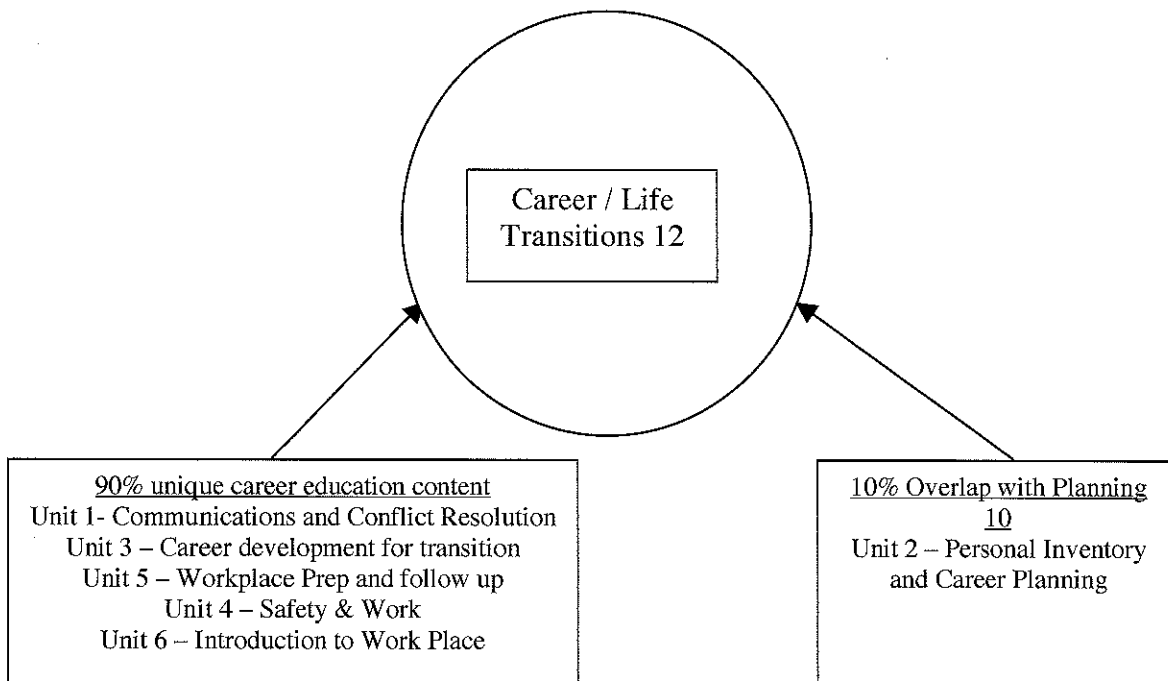 Career / Life
Transitions 12
90% unique career education content
Unit 1- Communications and Conflict Resolution
Unit 3 – Career development for transition
Unit 5 – Workplace Prep and follow up
Unit 4 – Safety & Work
Unit 6 – Introduction to Work Place
10% Overlap with Planning
10
Unit 2 – Personal Inventory
and Career Planning